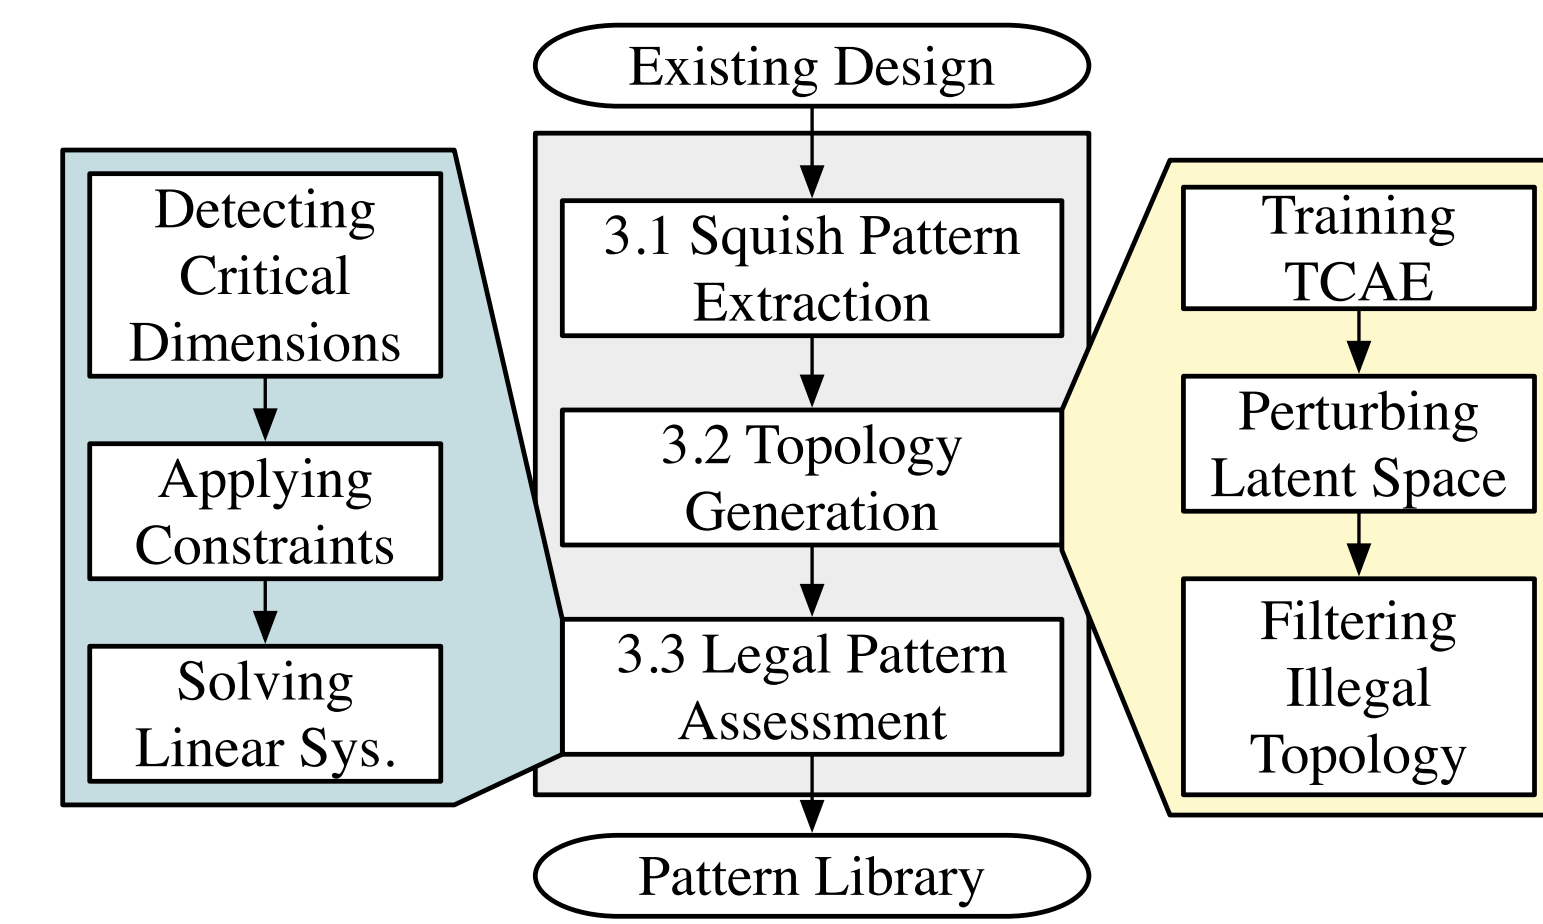 Existing Design
Detecting
Critical
Dimensions
Applying
Constraints
Solving
Linear Sys.
3.1 Squish Pattern
Extraction
3.2 Topology
Generation
3.3 Legal Pattern
Assessment
Training
TCAE
Perturbing
Latent Space
Filtering
Illegal
Topology
Pattern Library